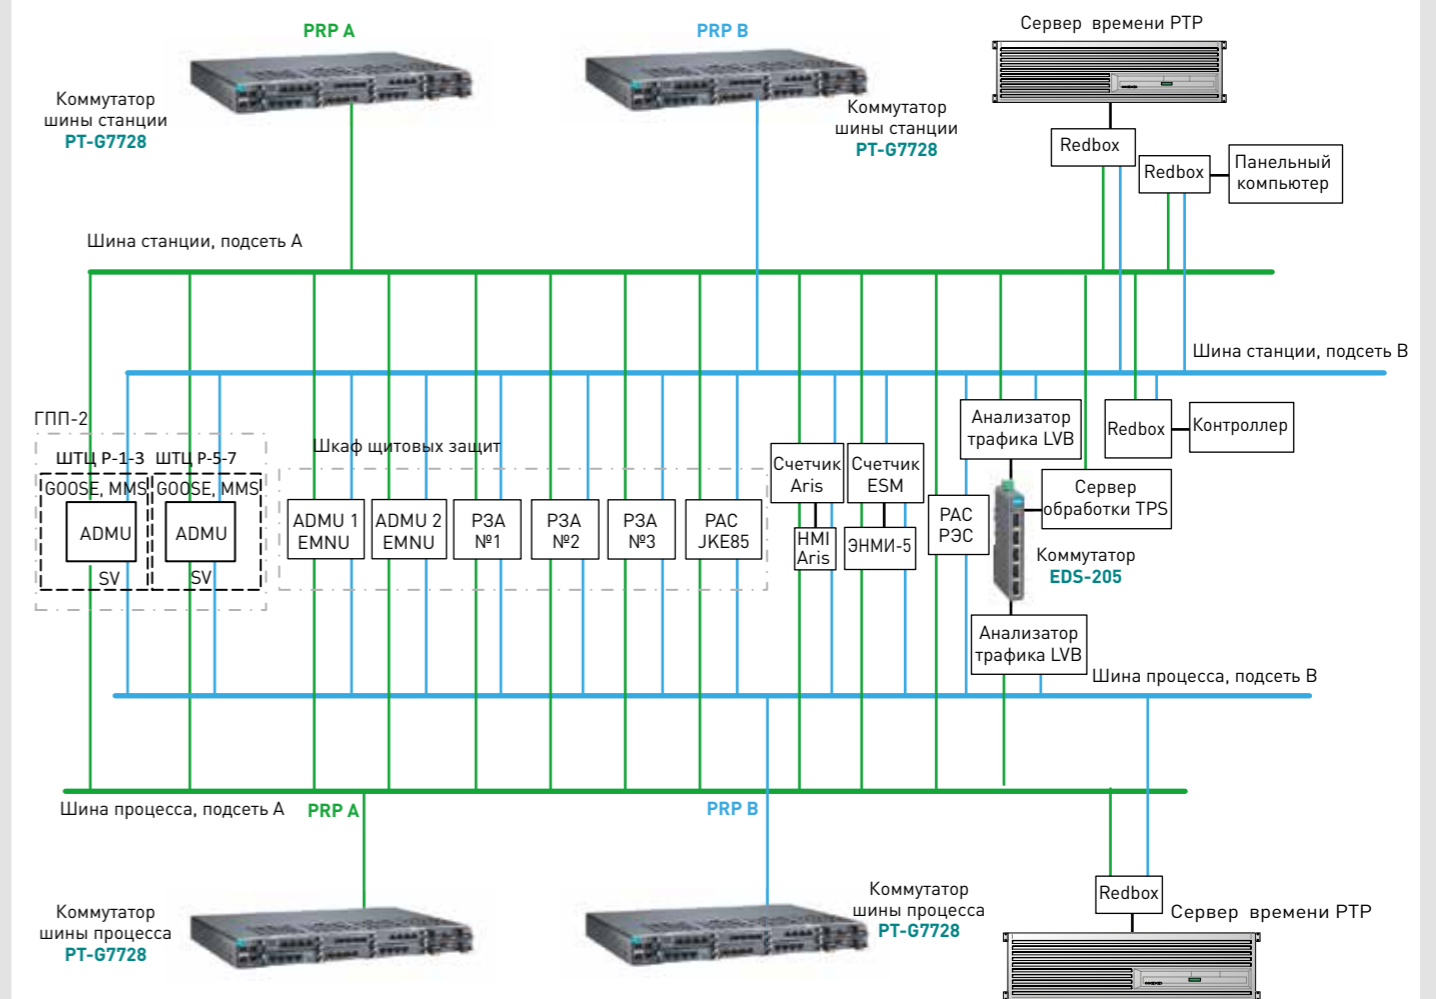 PRP A
PRP B
Сервер времени PTP
Коммутатор
шины станции
PT-G7728
Коммутатор
шины станции
PT-G7728
Redbox
Redbox
Панельный
компьютер
Шина станции, подсеть A
Шина станции, подсеть B
ГПП-2
ШТЦ Р-1-3
ШТЦ Р-5-7
GOOSE, MMS
GOOSE, MMS
ADMU
ADMU
SV
SV
Шкаф щитовых защит
ADMU 1
EMNU
ADMU 2
EMNU
РЗА
№1
РЗА
№2
РЗА
№3
РАС
JKE85
Счетчик
Aris
HMI
Aris
Счетчик
ESM
ЭНМИ-5
РАС
РЭС
Анализатор
трафика LVB
Redbox
Контроллер
Сервер
обработки TPS
Коммутатор
EDS-205
Анализатор
трафика LVB
Шина процесса, подсеть B
Шина процесса, подсеть A
PRP A
PRP B
Коммутатор
шины процесса
PT-G7728
Коммутатор
шины процесса
PT-G7728
Redbox
Сервер времени PTP